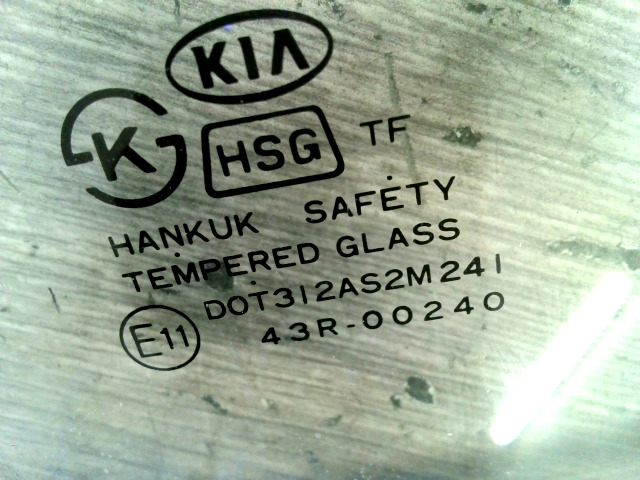 KIA
K HSG TF
HANKUK SAFETY
TEMPERED GLASS
DOT312AS2M241
E11 43R-00240